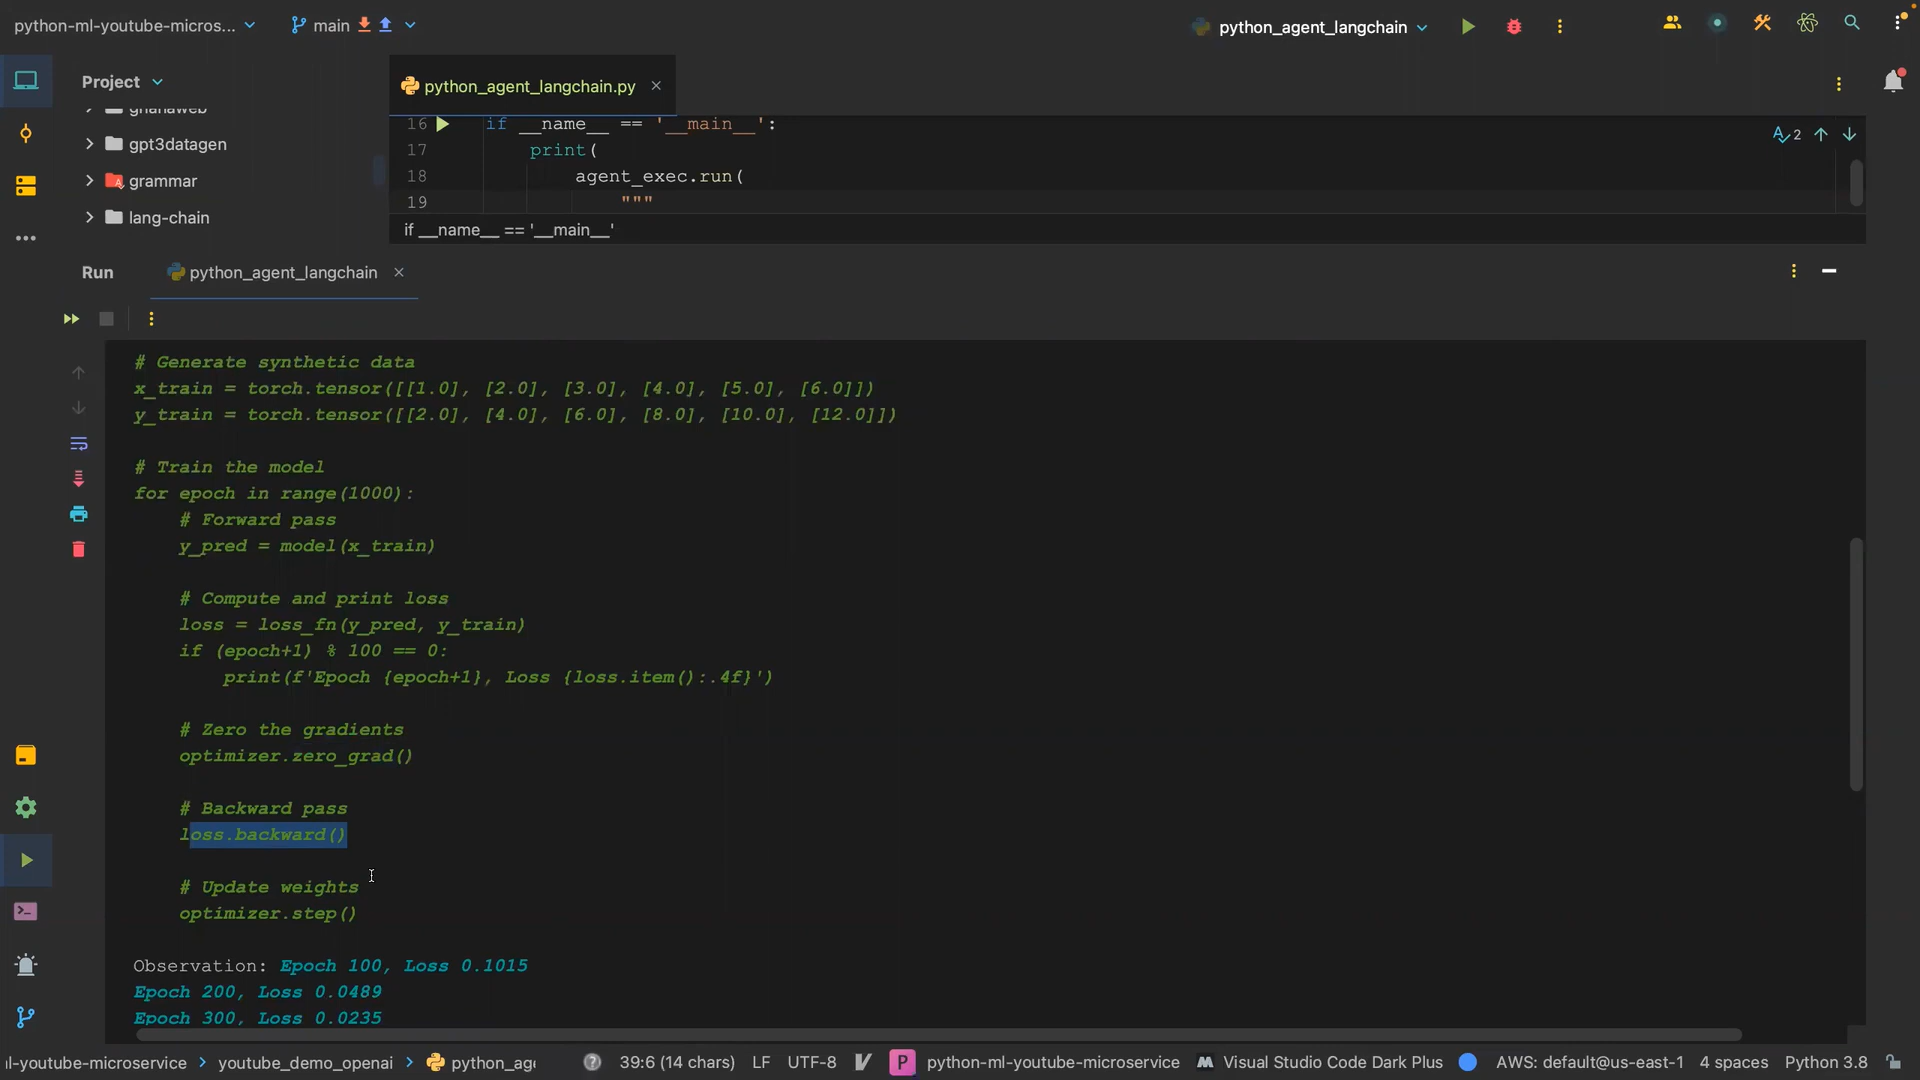 python-ml-youtube-micros...
main
python_agent_langchain
Project
python_agent_langchain.py
gnanaweb
gpt3datagen
grammar
lang-chain
16 if __name__ == '__main__':
17 print(
18 agent_exec.run(
19 """
2
if __name__ == '__main__'
Run
python_agent_langchain
# Generate synthetic data
x_train = torch.tensor([[1.0], [2.0], [3.0], [4.0], [5.0], [6.0]])
y_train = torch.tensor([[2.0], [4.0], [6.0], [8.0], [10.0], [12.0]])
# Train the model
for epoch in range(1000):
# Forward pass
y_pred = model(x_train)
# Compute and print loss
loss = loss_fn(y_pred, y_train)
if (epoch+1) % 100 == 0:
print(f'Epoch {epoch+1}, Loss {loss.item():.4f}')
# Zero the gradients
optimizer.zero_grad()
# Backward pass
loss.backward()
# Update weights
optimizer.step()
Observation: Epoch 100, Loss 0.1015
Epoch 200, Loss 0.0489
Epoch 300, Loss 0.0235
l-youtube-microservice > youtube_demo_openai > python_age 39:6 (14 chars) LF UTF-8 P python-ml-youtube-microservice Visual Studio Code Dark Plus AWS: default@us-east-1 4 spaces Python 3.8